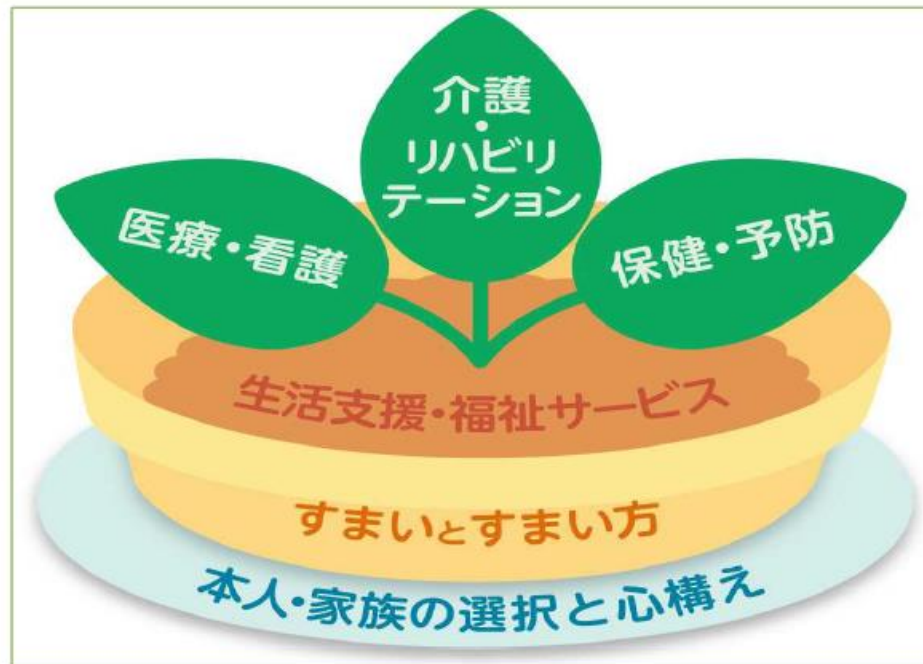 介護
・
リハビリ
テーション
医療・看護
保健・予防
生活支援・福祉サービス
すまいとすまい方
本人・家族の選択と心構え